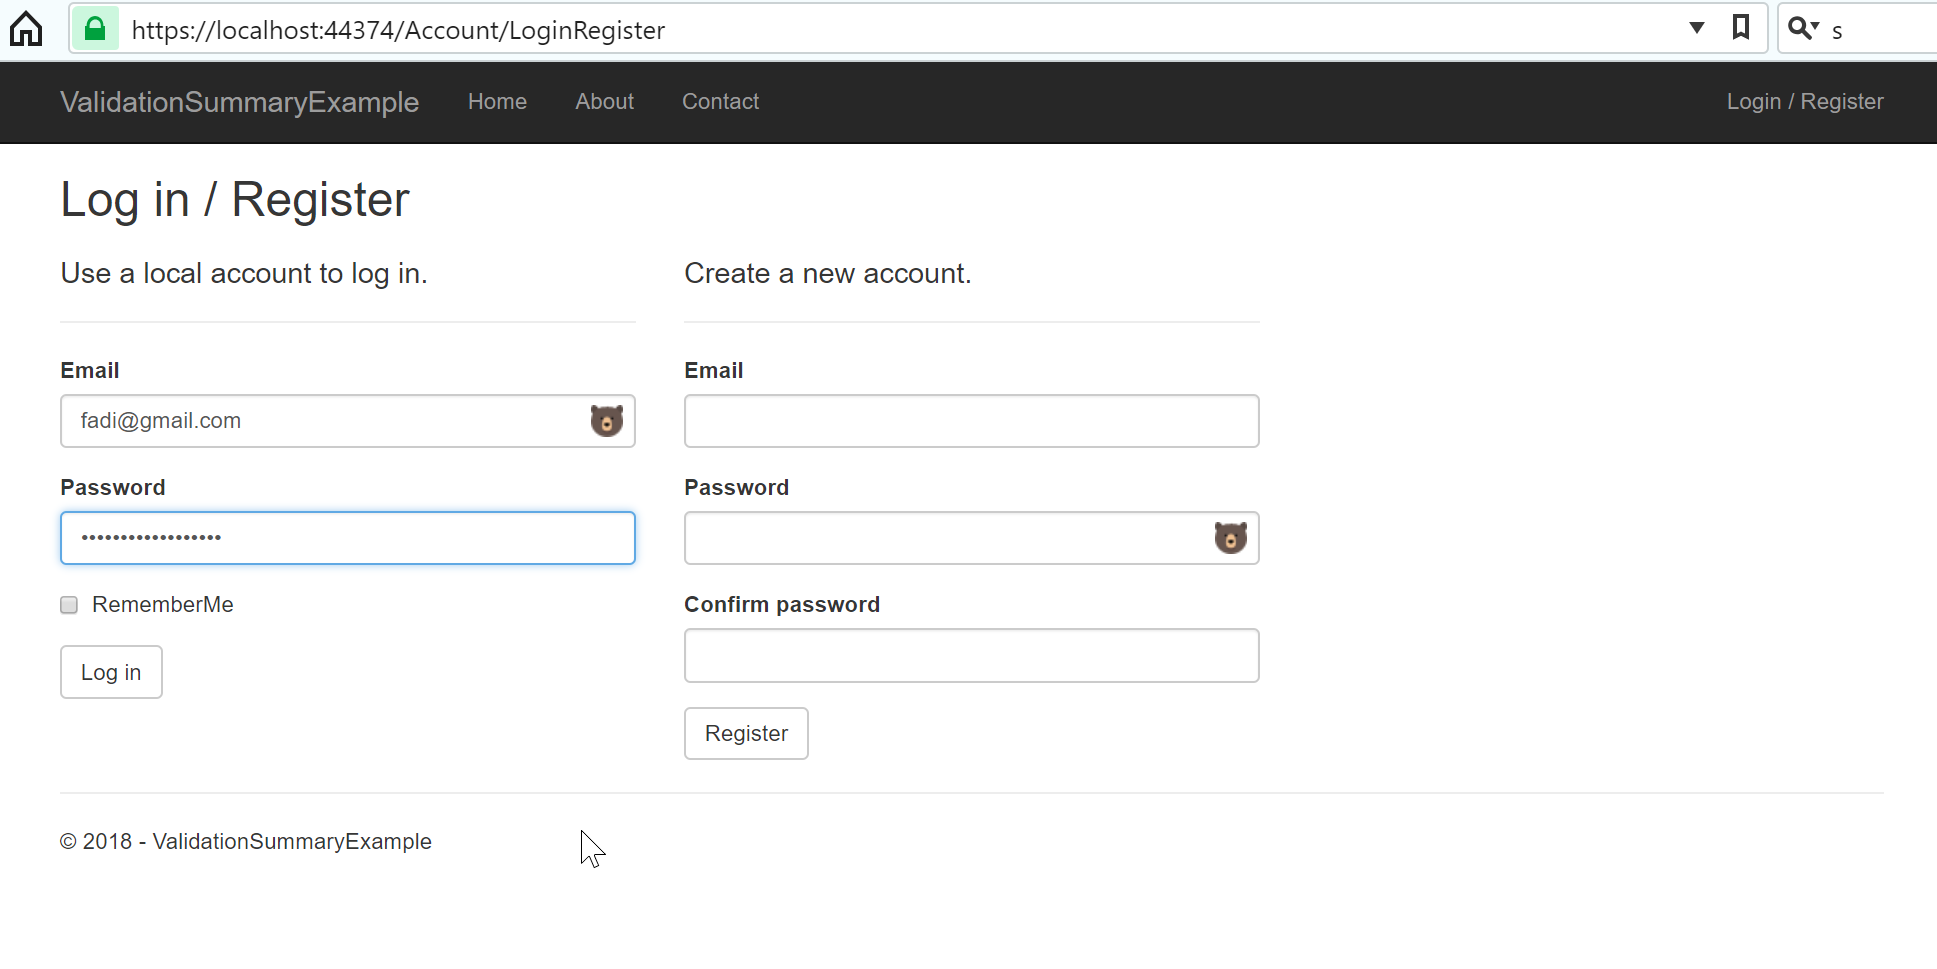 https://localhost:44374/Account/LoginRegister s
ValidationSummaryExample Home About Contact Login / Register
Log in / Register
Use a local account to log in.
Email
fadi@gmail.com
Password
••••••••••••••••••
RememberMe
Log in
Create a new account.
Email
Password
Confirm password
Register
© 2018 - ValidationSummaryExample